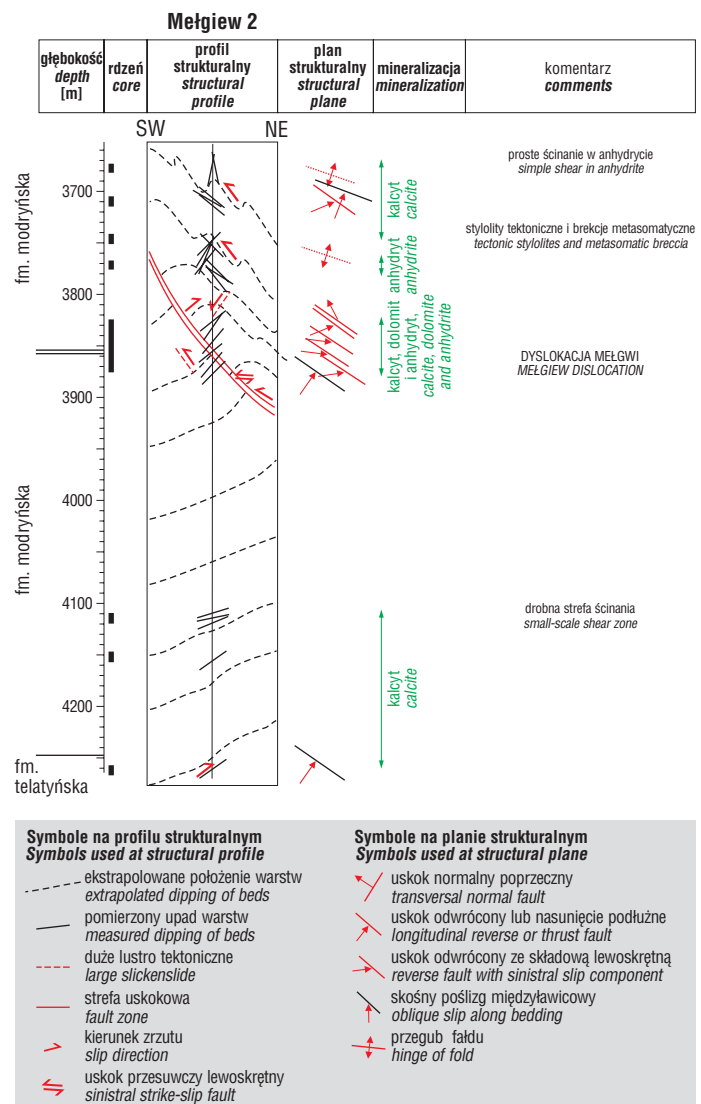 Mełgiew 2
głębokość
depth
[m]
rdzeń
core
profil
strukturalny
structural
profile
plan
strukturalny
structural
plane
mineralizacja
mineralization
komentarz
comments
SW
NE
fm. modryńska
3700
3800
3900
fm. modryńska
4000
4100
4200
fm.
telatyńska
kalcyt
calcite
anhydryt
anhydrite
kalcyt, dolomit
i anhydryt,
calcite, dolomite
and anhydrite
kalcyt
calcite
proste ścinanie w anhydrycie
simple shear in anhydrite
stylolity tektoniczne i brekcje metasomatyczne
tectonic stylolites and metasomatic breccia
DYSLOKACJA MEŁGWI
MEŁGIEW DISLOCATION
drobna strefa ścinania
small-scale shear zone
Symbole na profilu strukturalnym
Symbols used at structural profile
ekstrapolowane położenie warstw
extrapolated dipping of beds
pomierzony upad warstw
measured dipping of beds
duże lustro tektoniczne
large slickenslide
strefa uskokowa
fault zone
kierunek zrzutu
slip direction
uskok przesuwczy lewoskrętny
sinistral strike-slip fault
Symbole na planie strukturalnym
Symbols used at structural plane
uskok normalny poprzeczny
transversal normal fault
uskok odwrócony lub nasunięcie podłużne
longitudinal reverse or thrust fault
uskok odwrócony ze składową lewoskrętną
reverse fault with sinistral slip component
skośny poślizg międzyławicowy
oblique slip along bedding
przegub fałdu
hinge of fold